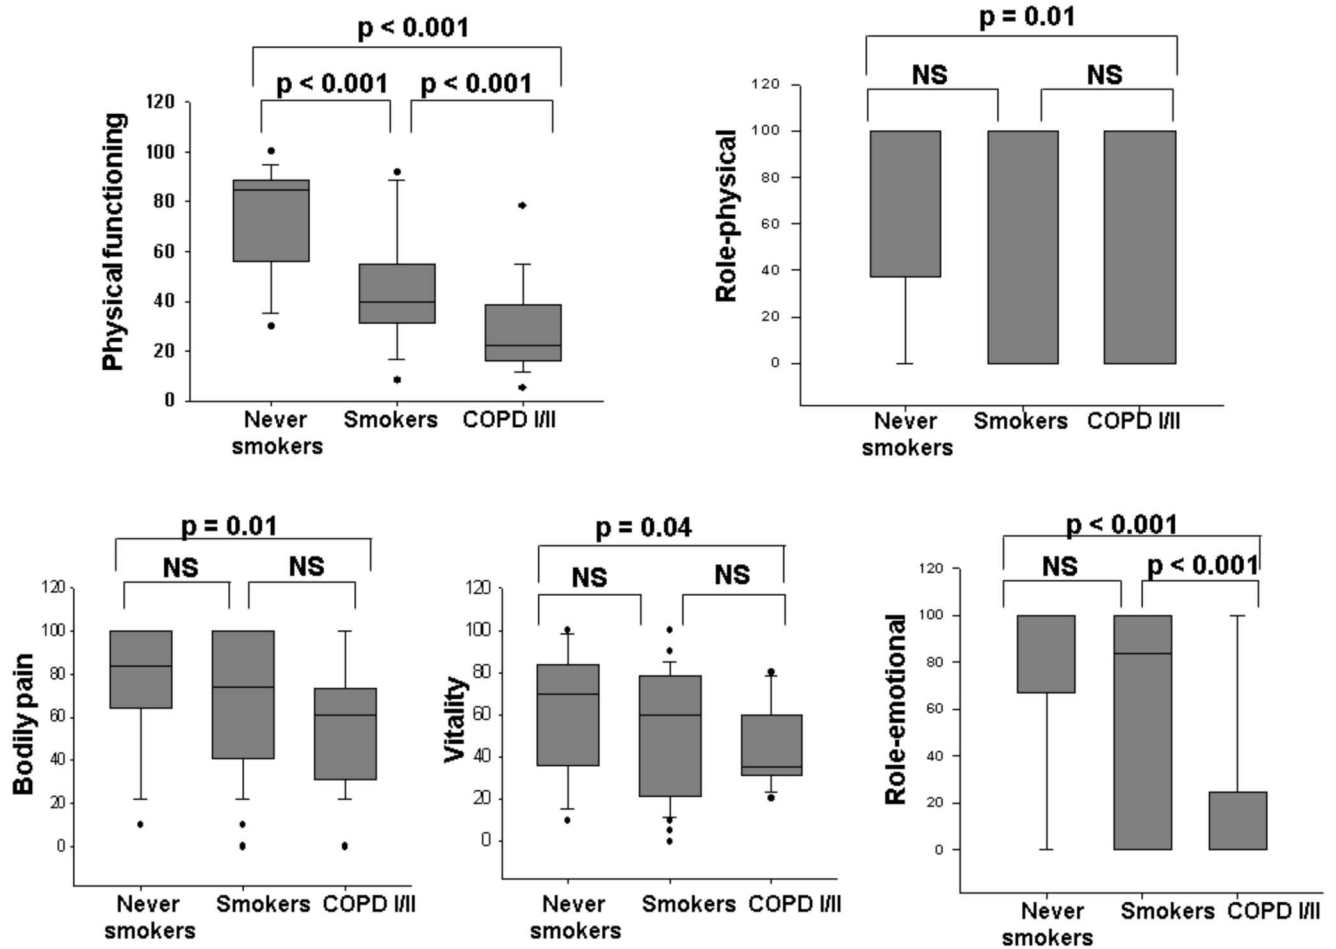 p < 0.001
p < 0.001 p < 0.001
Physical functioning
120
100
80
60
40
20
0
Never smokers
Smokers
COPD I/II
p = 0.01
NS NS
Role-physical
120
100
80
60
40
20
0
Never smokers
Smokers
COPD I/II
p = 0.01
NS NS
Bodily pain
120
100
80
60
40
20
0
Never smokers
Smokers
COPD I/II
p = 0.04
NS NS
Vitality
120
100
80
60
40
20
0
Never smokers
Smokers
COPD I/II
p < 0.001
NS p < 0.001
Role-emotional
120
100
80
60
40
20
0
Never smokers
Smokers
COPD I/II